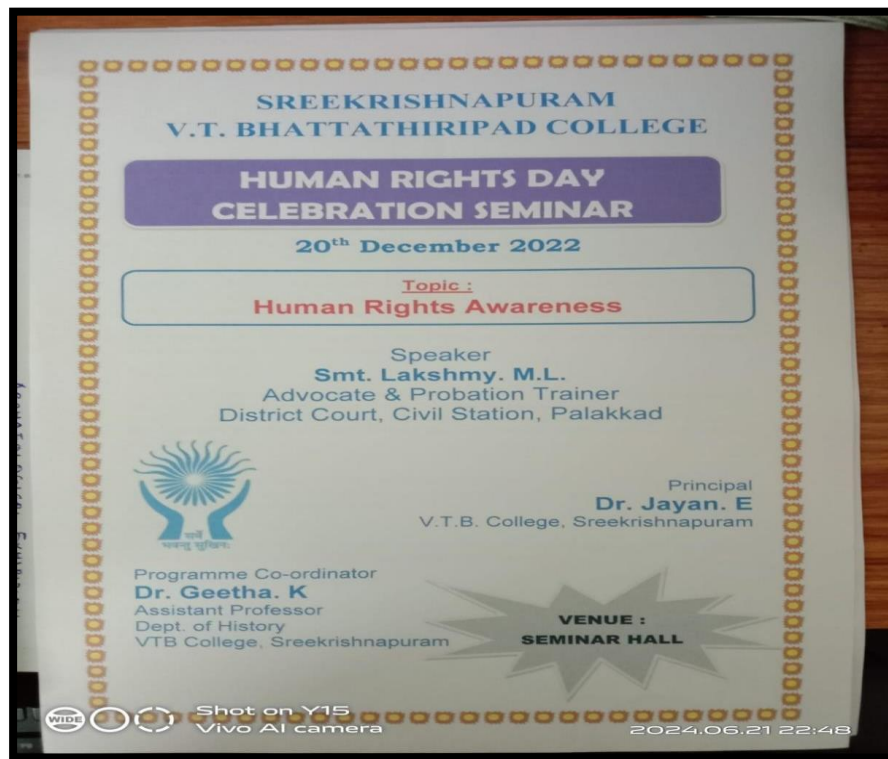 SREEKRISHNAPURAM
V.T. BHATTATHIRIPAD COLLEGE
HUMAN RIGHTS DAY
CELEBRATION SEMINAR
20th December 2022
Topic :
Human Rights Awareness
Speaker
Smt. Lakshmy. M.L.
Advocate & Probation Trainer
District Court, Civil Station, Palakkad
सर्वे
भवन्तु सुखिनः
Principal
Dr. Jayan. E
V.T.B. College, Sreekrishnapuram
Programme Co-ordinator
Dr. Geetha. K
Assistant Professor
Dept. of History
VTB College, Sreekrishnapuram
VENUE :
SEMINAR HALL
WIDE
Shot on Y15
Vivo AI camera
2024.06.21 22:48